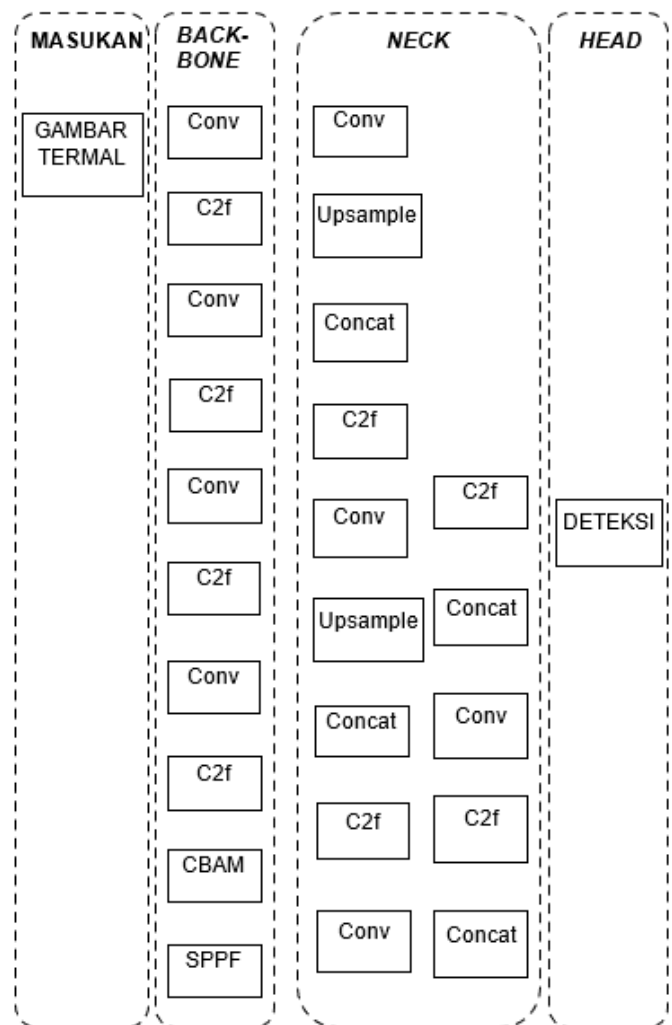 MASUKAN
GAMBAR
TERMAL
BACK-
BONE
Conv
C2f
Conv
C2f
Conv
C2f
Conv
C2f
CBAM
SPPF
NECK
Conv
Upsample
Concat
C2f
Conv
Upsample
Concat
C2f
Conv
C2f
Concat
Conv
C2f
Concat
HEAD
DETEKSI